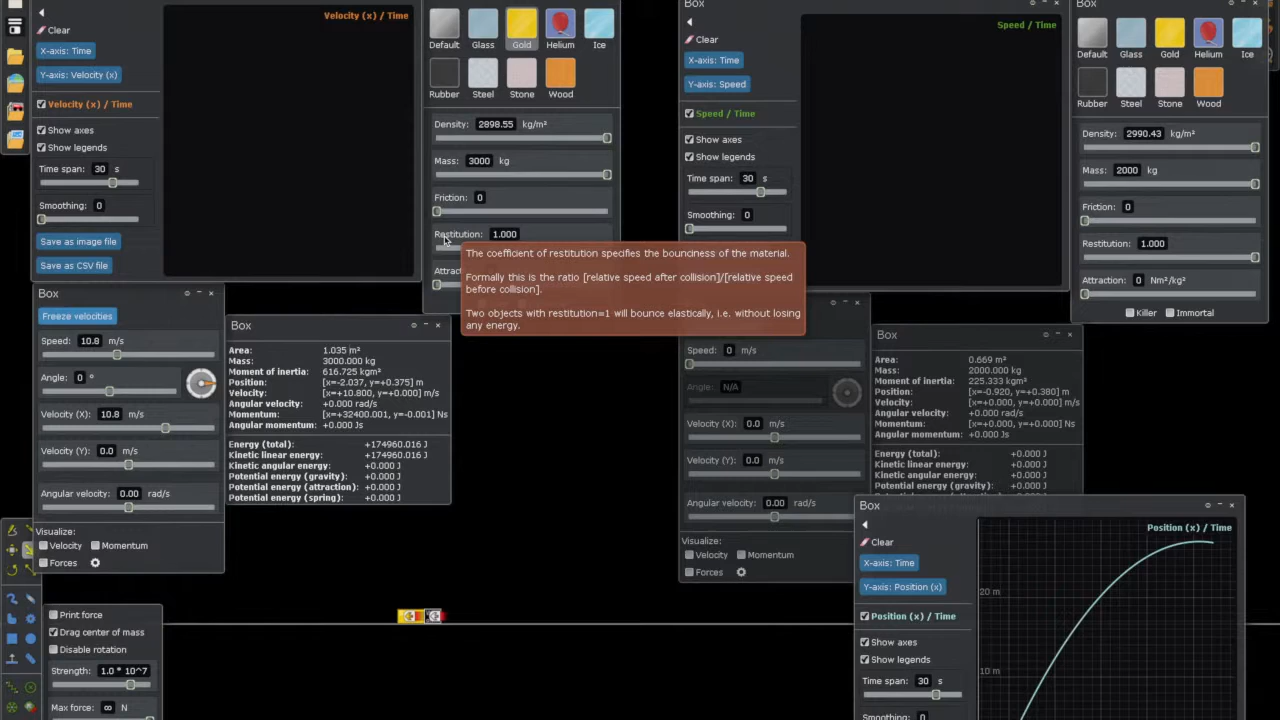 Velocity (x) / Time
Clear
X-axis: Time
Y-axis: Velocity (x)
Velocity (x) / Time
Show axes
Show legends
Time span: 30 s
Smoothing: 0
Save as image file
Save as CSV file
Default Glass Gold Helium Ice
Rubber Steel Stone Wood
Density: 2898.55 kg/m²
Mass: 3000 kg
Friction: 0
Restitution: 1.000
Attrac
The coefficient of restitution specifies the bounciness of the material.
Formally this is the ratio [relative speed after collision]/[relative speed
before collision].
Two objects with restitution=1 will bounce elastically, i.e. without losing
any energy.
Box
Speed / Time
Clear
X-axis: Time
Y-axis: Speed
Speed / Time
Show axes
Show legends
Time span: 30 s
Smoothing: 0
Box
Default Glass Gold Helium Ice
Rubber Steel Stone Wood
Density: 2990.43 kg/m²
Mass: 2000 kg
Friction: 0
Restitution: 1.000
Attraction: 0 Nm²/kg²
Killer Immortal
Box
Freeze velocities
Speed: 10.8 m/s
Angle: 0 °
Velocity (X): 10.8 m/s
Velocity (Y): 0.0 m/s
Angular velocity: 0.00 rad/s
Visualize:
Velocity Momentum
Forces
Box
Area: 1.035 m²
Mass: 3000.000 kg
Moment of inertia: 616.725 kgm²
Position: [x=-2.037, y=+0.375] m
Velocity: [x=+10.800, y=+0.000] m/s
Angular velocity: +0.000 rad/s
Momentum: [x=+32400.001, y=-0.001] Ns
Angular momentum: +0.000 Js
Energy (total): +174960.016 J
Kinetic linear energy: +174960.016 J
Kinetic angular energy: +0.000 J
Potential energy (gravity): +0.000 J
Potential energy (attraction): +0.000 J
Potential energy (spring): +0.000 J
Speed: 0 m/s
Angle: N/A
Velocity (X): 0.0 m/s
Velocity (Y): 0.0 m/s
Angular velocity: 0.00 rad/s
Visualize:
Velocity Momentum
Forces
Box
Area: 0.669 m²
Mass: 2000.000 kg
Moment of inertia: 225.333 kgm²
Position: [x=-0.920, y=+0.380] m
Velocity: [x=+0.000, y=+0.000] m/s
Angular velocity: +0.000 rad/s
Momentum: [x=+0.000, y=+0.000] Ns
Angular momentum: +0.000 Js
Energy (total): +0.000 J
Kinetic linear energy: +0.000 J
Kinetic angular energy: +0.000 J
Potential energy (gravity): +0.000 J
Box
Position (x) / Time
Clear
X-axis: Time
Y-axis: Position (x)
Position (x) / Time
Show axes
Show legends
Time span: 30 s
Smoothing: 0
20 m
10 m
Print force
Drag center of mass
Disable rotation
Strength: 1.0 * 10^7
Max force: ∞ N